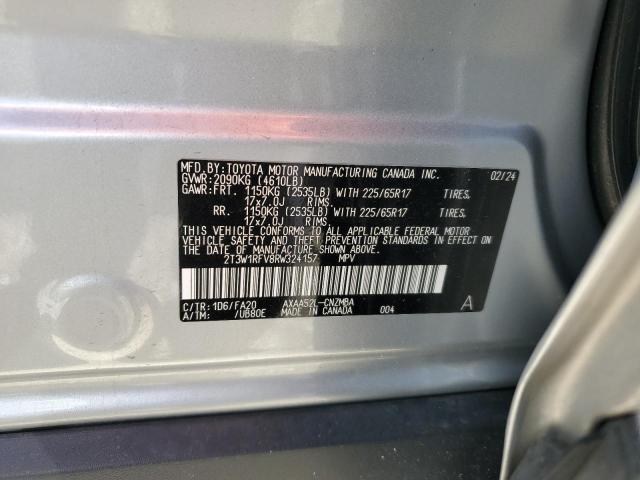 MFD. BY: TOYOTA MOTOR MANUFACTURING CANADA INC. 02/24
GVWR: 2090KG (4610LB)
GAWR: FRT. 1150KG (2535LB) WITH 225/65R17 TIRES.
17x7.0J RIMS.
RR. 1150KG (2535LB) WITH 225/65R17 TIRES.
17x7.0J RIMS.
THIS VEHICLE CONFORMS TO ALL APPLICABLE FEDERAL MOTOR
VEHICLE SAFETY AND THEFT PREVENTION STANDARDS IN EFFECT
ON THE DATE OF MANUFACTURE SHOWN ABOVE.
2T3W1RFV8RW324157 MPV
C/TR: 1D6/FA20 AXAA52L-CNZMBA A
A/TM: /UB80E MADE IN CANADA 004